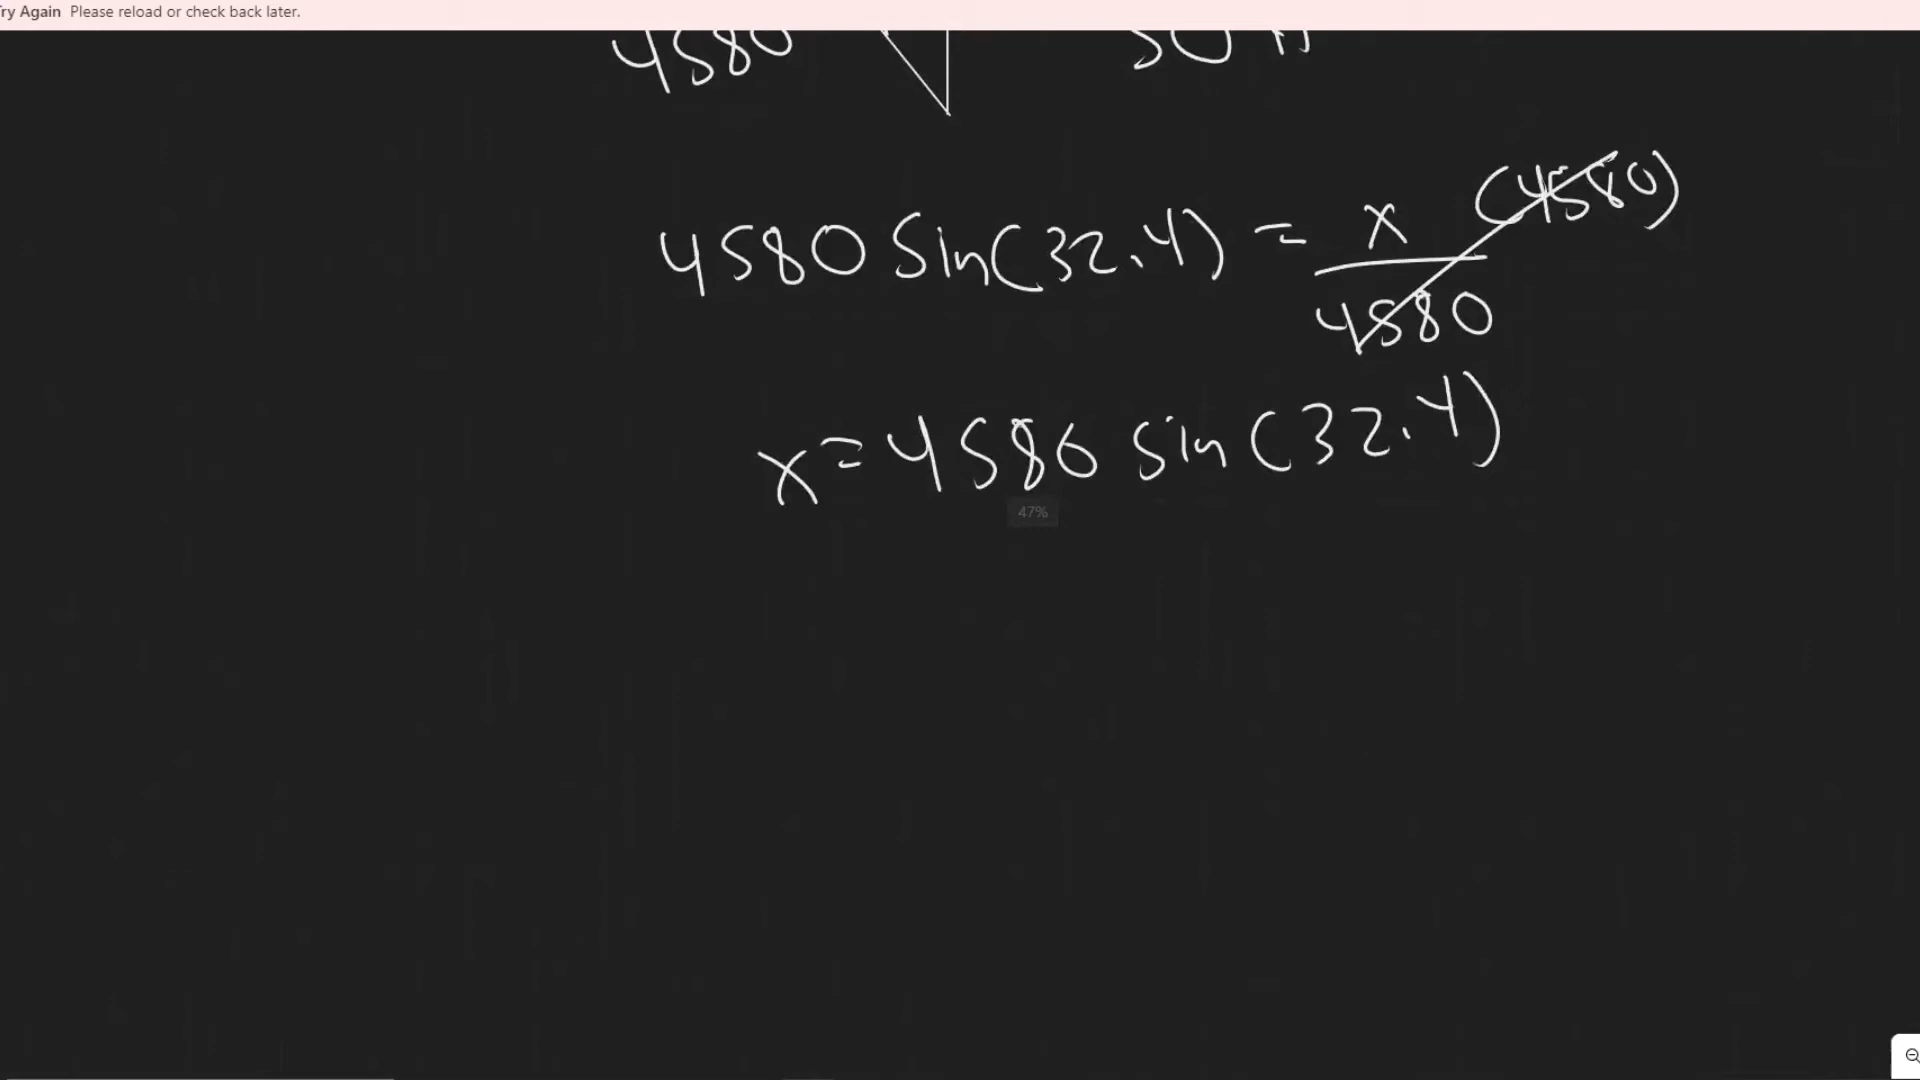 Try Again Please reload or check back later.
4580
4580 Sin(32.4) = x/4580 (4580)
x = 4580 sin(32.4)
47%